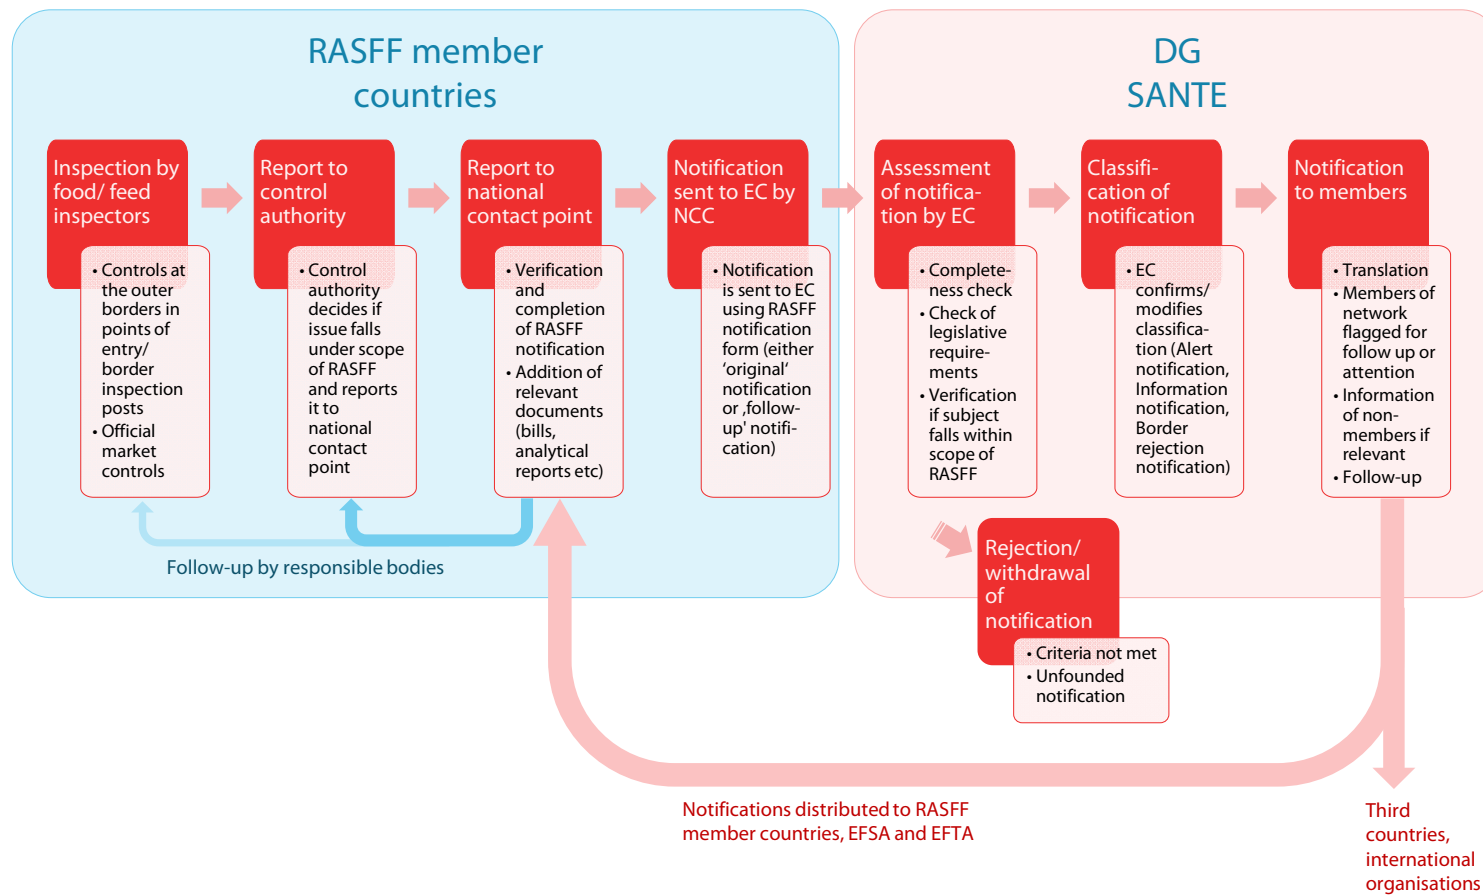 RASFF member
countries
DG
SANTE
Inspection by
food/ feed
inspectors
• Controls at
the outer
borders in
points of
entry/
border
inspection
posts
• Official
market
controls
Report to
control
authority
• Control
authority
decides if
issue falls
under scope
of RASFF
and reports
it to
national
contact
point
Report to
national
contact point
• Verification
and
completion
of RASFF
notification
• Addition of
relevant
documents
(bills,
analytical
reports etc)
Notification
sent to EC by
NCC
• Notification
is sent to EC
using RASFF
notification
form (either
‘original‘
notification
or ‚follow-
up' notifi-
cation)
Assessment
of notifica-
tion by EC
• Complete-
ness check
• Check of
legislative
require-
ments
• Verification
if subject
falls within
scope of
RASFF
Classifi-
cation of
notification
• EC
confirms/
modifies
classifica-
tion (Alert
notification,
Information
notification,
Border
rejection
notification)
Notification
to members
• Translation
• Members of
network
flagged for
follow up or
attention
• Information
of non-
members if
relevant
• Follow-up
Follow-up by responsible bodies
Rejection/
withdrawal
of
notification
• Criteria not met
• Unfounded
notification
Notifications distributed to RASFF
member countries, EFSA and EFTA
Third
countries,
international
organisations